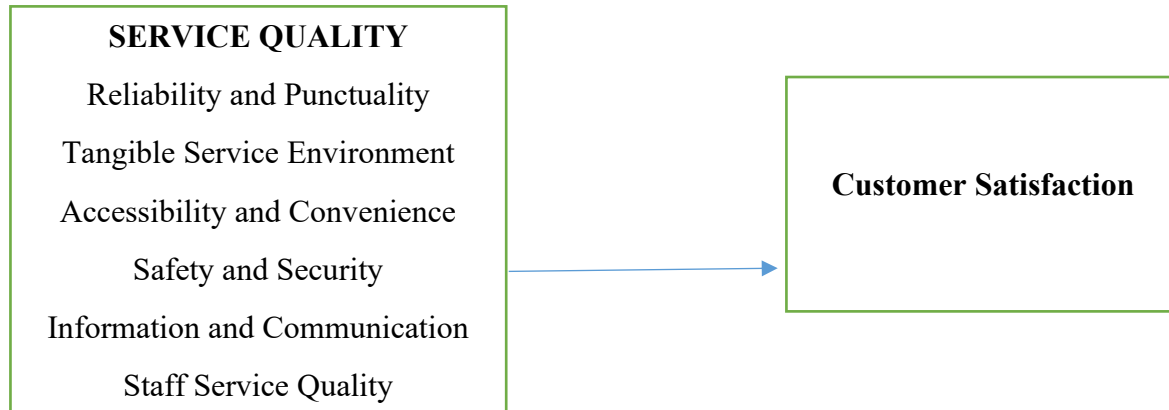 SERVICE QUALITY
Reliability and Punctuality
Tangible Service Environment
Accessibility and Convenience
Safety and Security
Information and Communication
Staff Service Quality
Customer Satisfaction